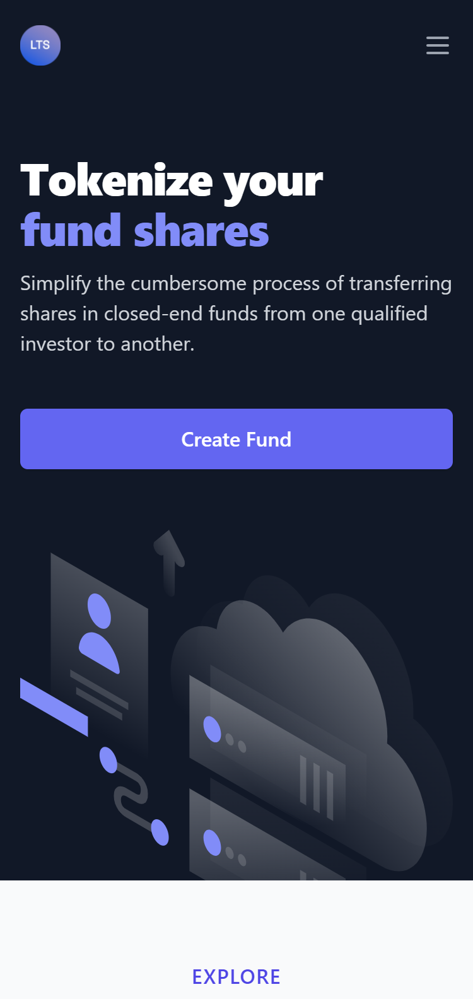 LTS
Tokenize your
fund shares
Simplify the cumbersome process of transferring
shares in closed-end funds from one qualified
investor to another.
Create Fund
EXPLORE